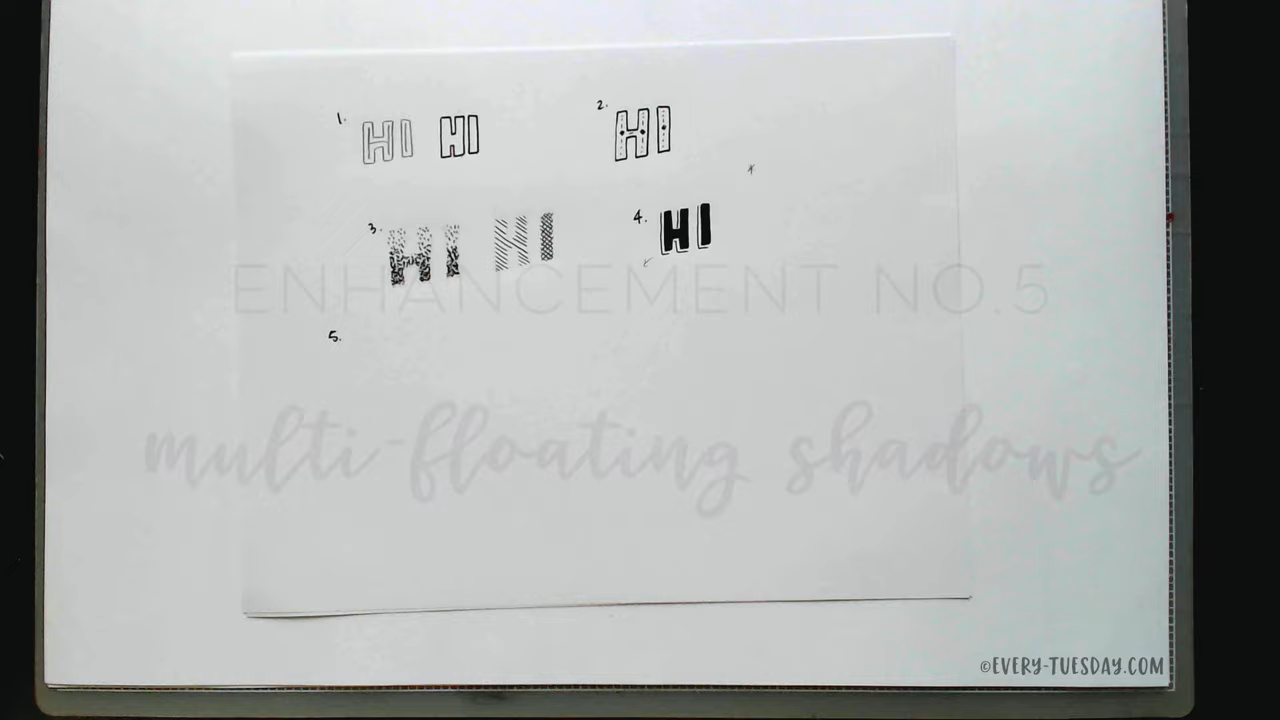 1. HI HI
2. HI
3. HI HI
4. HI
ENHANCEMENT NO.5
5.
multi-floating shadows
©EVERY-TUESDAY.COM